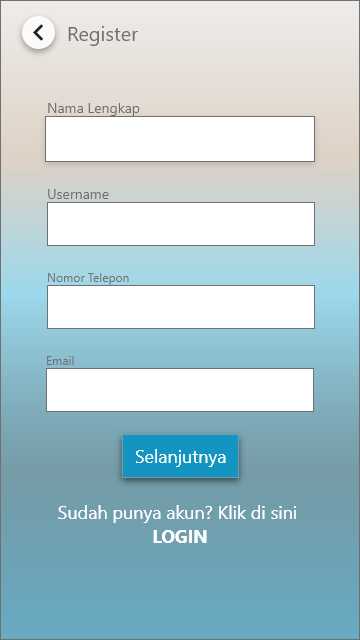 Register
Nama Lengkap
Username
Nomor Telepon
Email
Selanjutnya
Sudah punya akun? Klik di sini
LOGIN